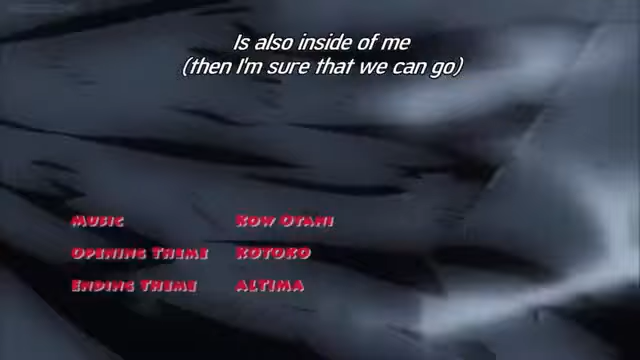 Is also inside of me
(then I'm sure that we can go)
Music Kow Otani
Opening Theme KOTOKO
Ending Theme ALTIMA